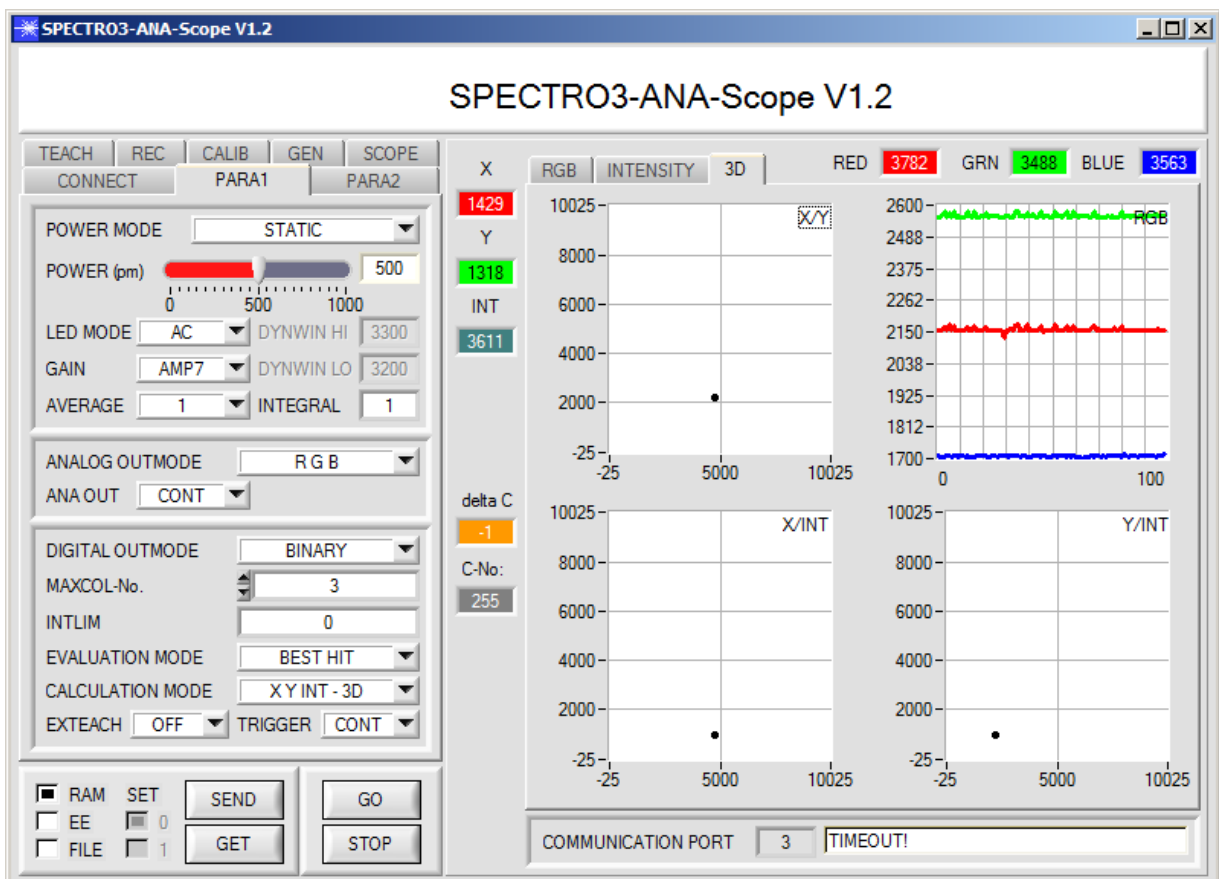 SPECTRO3-ANA-Scope V1.2
SPECTRO3-ANA-Scope V1.2
TEACH REC CALIB GEN SCOPE
CONNECT PARA1 PARA2
POWER MODE STATIC
POWER (pm) 500
0 500 1000
LED MODE AC DYNWIN HI 3300
GAIN AMP7 DYNWIN LO 3200
AVERAGE 1 INTEGRAL 1
ANALOG OUTMODE R G B
ANA OUT CONT
DIGITAL OUTMODE BINARY
MAXCOL-No. 3
INTLIM 0
EVALUATION MODE BEST HIT
CALCULATION MODE X Y INT - 3D
EXTEACH OFF TRIGGER CONT
RAM SET
EE 0
FILE 1
SEND
GET
GO
STOP
X
1429
Y
1318
INT
3611
delta C
-1
C-No:
255
RGB INTENSITY 3D
RED 3782 GRN 3488 BLUE 3563
X/Y
10025
8000
6000
4000
2000
-25
-25 5000 10025
RGB
2600
2488
2375
2262
2150
2038
1925
1812
1700
0 100
X/INT
10025
8000
6000
4000
2000
-25
-25 5000 10025
Y/INT
10025
8000
6000
4000
2000
-25
-25 5000 10025
COMMUNICATION PORT 3 TIMEOUT!